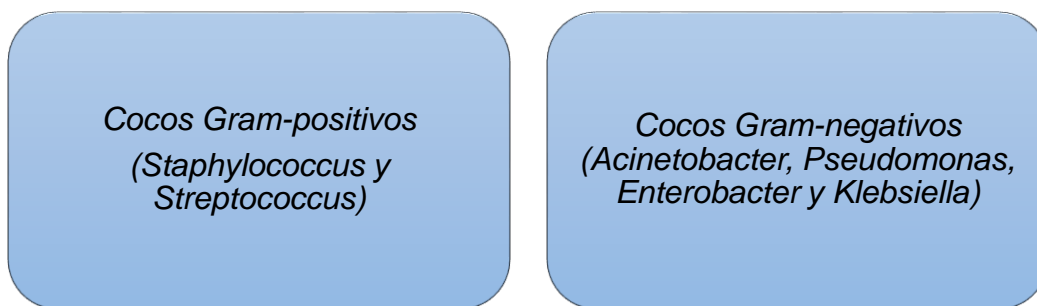 Cocos Gram-positivos
(Staphylococcus y
Streptococcus)
Cocos Gram-negativos
(Acinetobacter, Pseudomonas,
Enterobacter y Klebsiella)